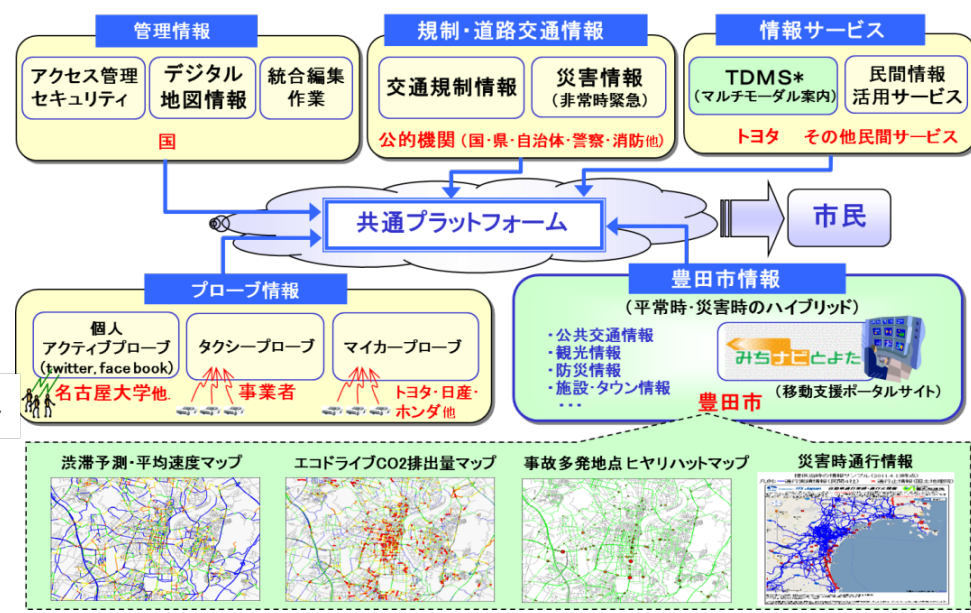 管理情報
アクセス管理
セキュリティ
デジタル
地図情報
統合編集
作業
国
規制・道路交通情報
交通規制情報
災害情報
(非常時緊急)
公的機関(国・県・自治体・警察・消防他)
情報サービス
TDMS*
(マルチモーダル案内)
民間情報
活用サービス
トヨタ その他民間サービス
共通プラットフォーム
市民
プローブ情報
個人
アクティブプローブ
(twitter, face book)
名古屋大学他
タクシープローブ
事業者
マイカープローブ
トヨタ・日産・
ホンダ他
豊田市情報
(平常時・災害時のハイブリッド)
・公共交通情報
・観光情報
・防災情報
・施設・タウン情報
・・・
みちナビとよた
(移動支援ポータルサイト)
豊田市
渋滞予測・平均速度マップ
エコドライブCO2排出量マップ
事故多発地点ヒヤリハットマップ
災害時通行情報